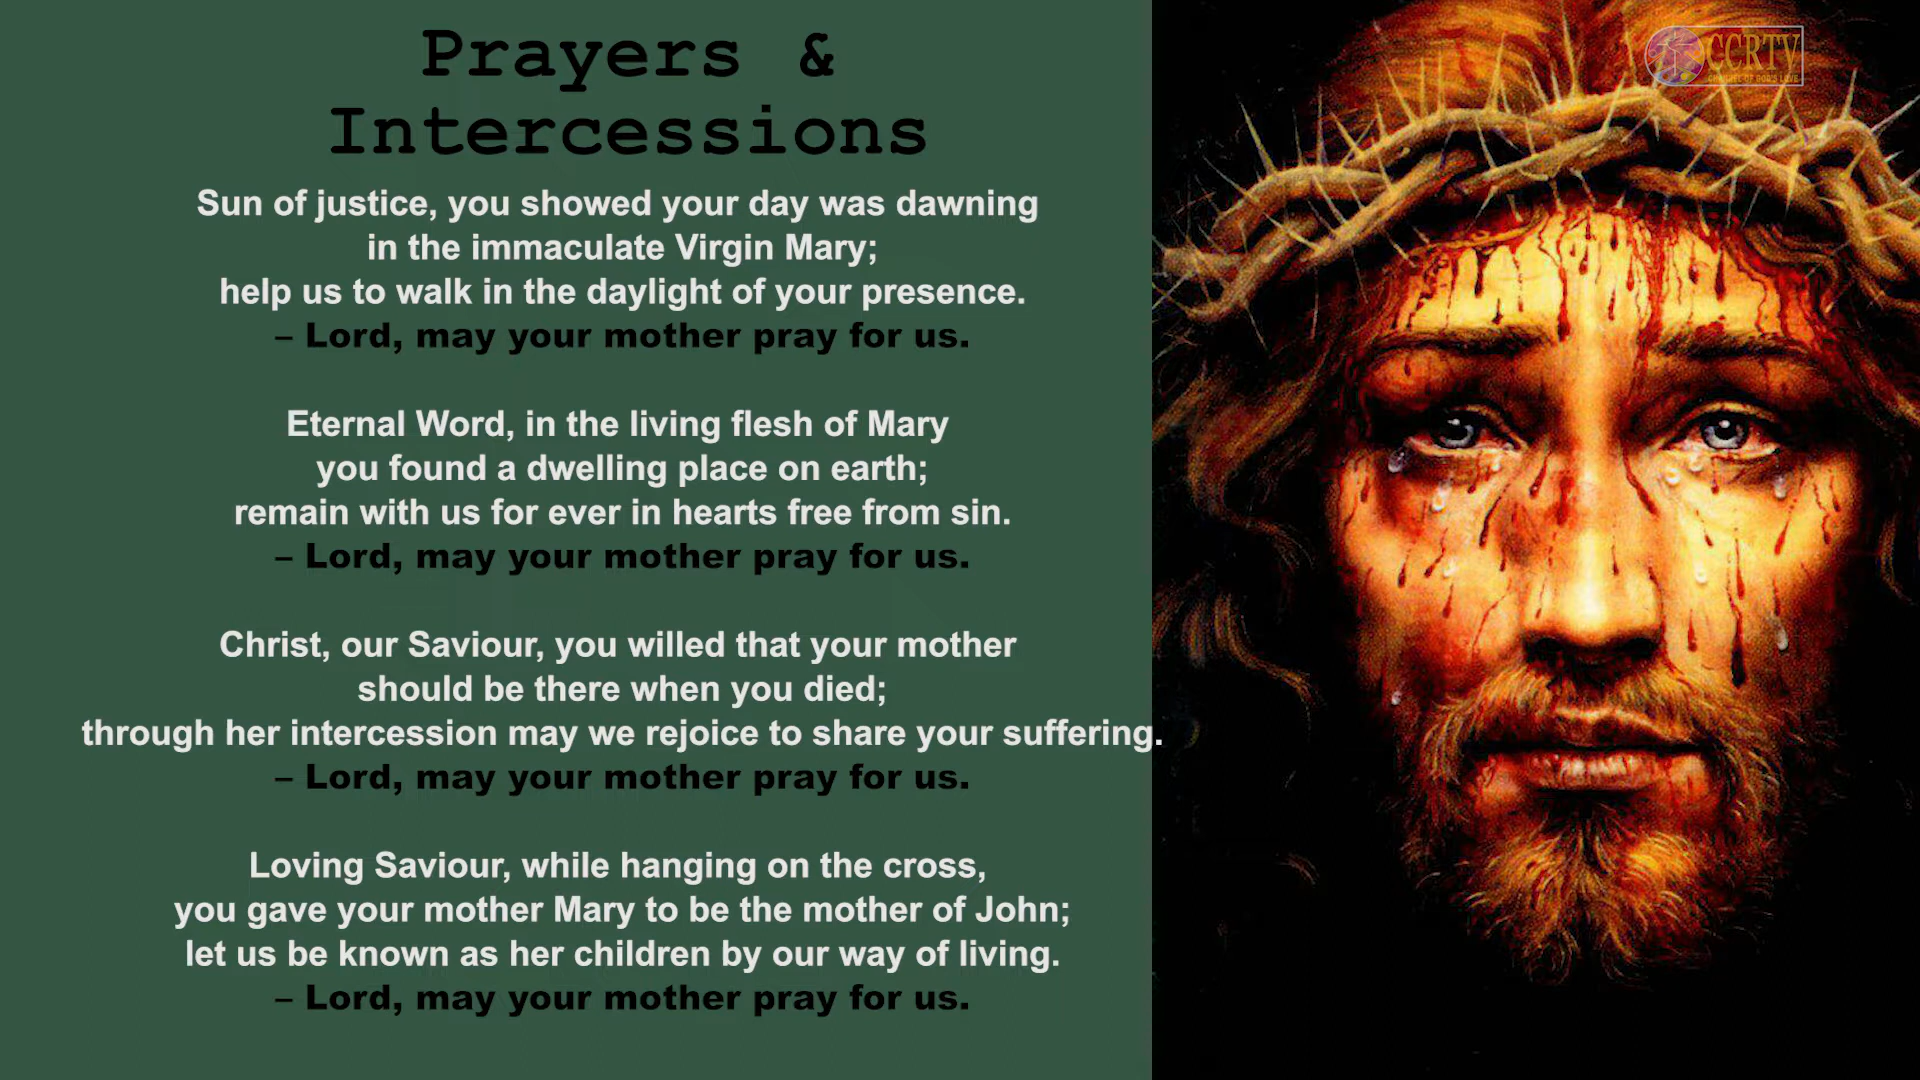 Prayers &
Intercessions
Sun of justice, you showed your day was dawning
in the immaculate Virgin Mary;
help us to walk in the daylight of your presence.
– Lord, may your mother pray for us.
Eternal Word, in the living flesh of Mary
you found a dwelling place on earth;
remain with us for ever in hearts free from sin.
– Lord, may your mother pray for us.
Christ, our Saviour, you willed that your mother
should be there when you died;
through her intercession may we rejoice to share your suffering.
– Lord, may your mother pray for us.
Loving Saviour, while hanging on the cross,
you gave your mother Mary to be the mother of John;
let us be known as her children by our way of living.
– Lord, may your mother pray for us.
CCRTV
CHANNEL OF GOD'S LOVE